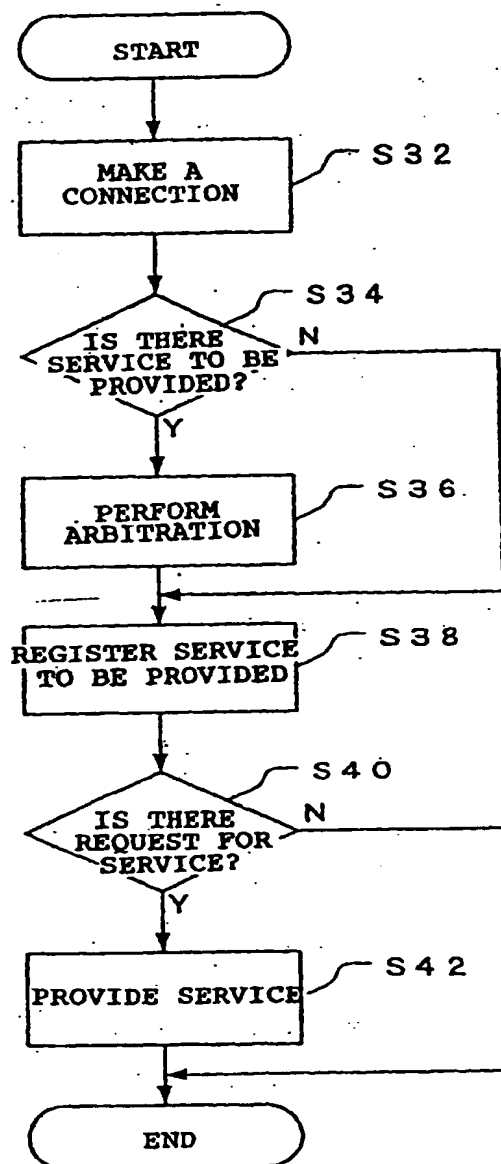 START
MAKE A
CONNECTION
S32
S34
IS THERE
SERVICE TO BE
PROVIDED?
N
Y
PERFORM
ARBITRATION
S36
REGISTER SERVICE
TO BE PROVIDED
S38
S40
IS THERE
REQUEST FOR
SERVICE?
N
Y
PROVIDE SERVICE
S42
END